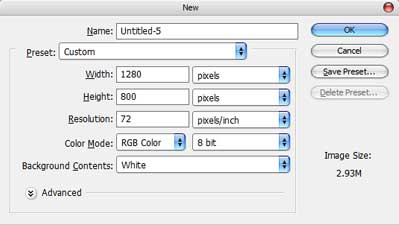 New
Name: Untitled-5
OK
Preset: Custom
Cancel
Width: 1280 pixels
Save Preset...
Height: 800 pixels
Delete Preset...
Resolution: 72 pixels/inch
Color Mode: RGB Color 8 bit
Background Contents: White
Image Size:
2.93M
Advanced